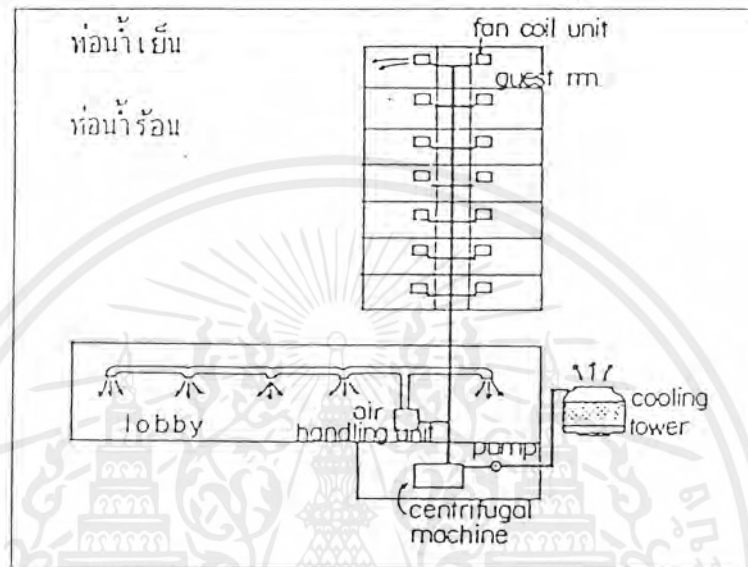 ท่อน้ำเย็น
ท่อน้ำร้อน
fan coil unit
guest rm.
lobby
air
handling unit
pump
cooling
tower
centrifugal
machine